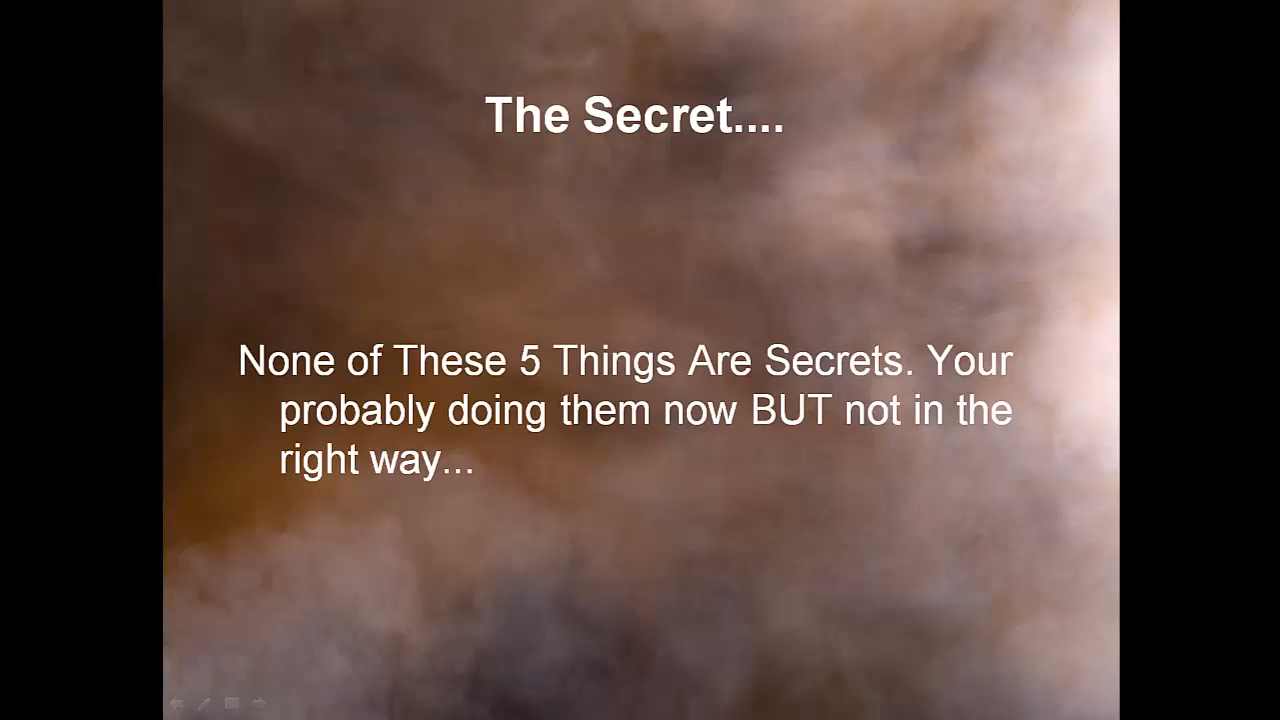 The Secret....
None of These 5 Things Are Secrets. Your
probably doing them now BUT not in the
right way...